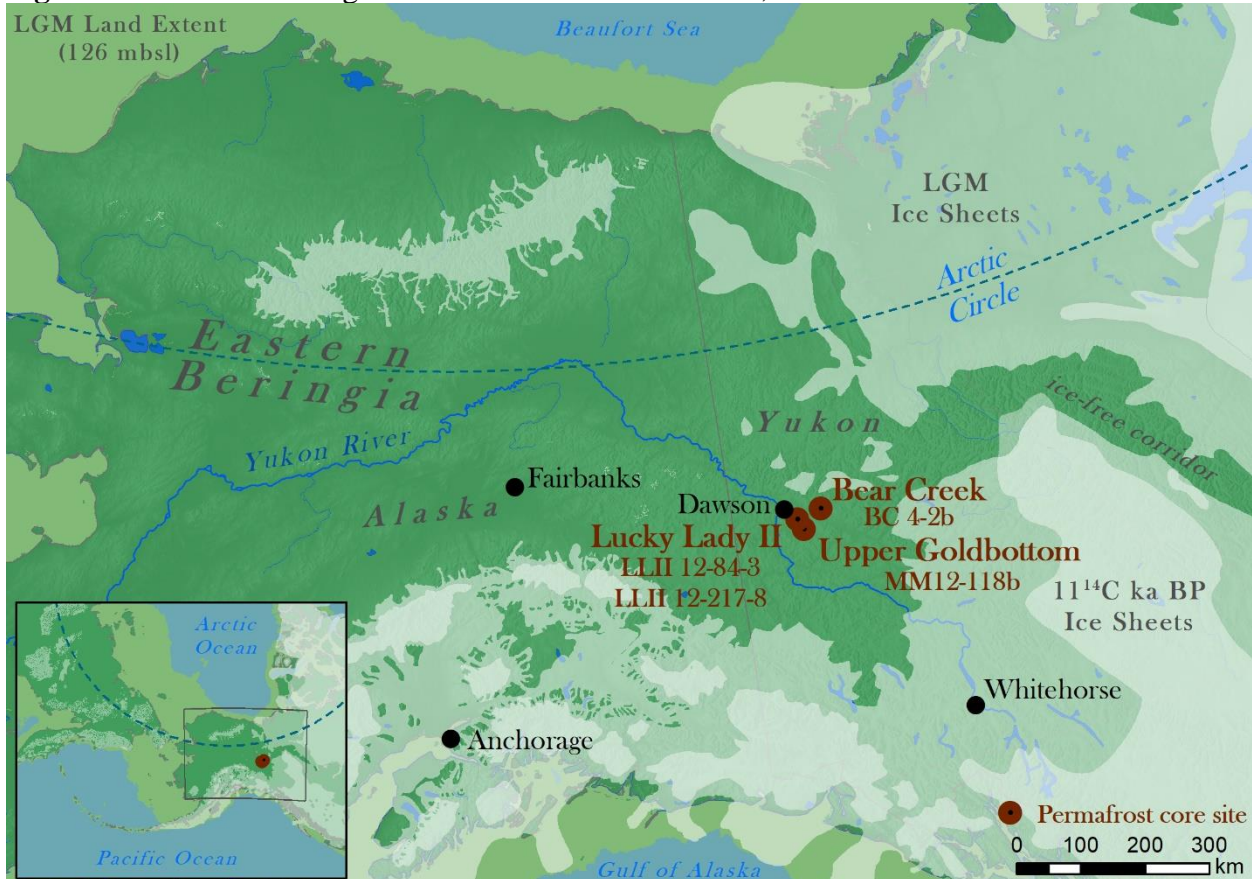 LGM Land Extent
(126 mbsl)
Beaufort Sea
LGM
Ice Sheets
Arctic
Circle
Eastern
Beringia
Yukon River
Yukon
ice-free corridor
Fairbanks
Alaska
Dawson
Bear Creek
BC 4-2b
Lucky Lady II
LLII 12-84-3
LLII 12-217-8
Upper Goldbottom
MM12-118b
11¹⁴C ka BP
Ice Sheets
Whitehorse
Anchorage
Arctic
Ocean
Pacific Ocean
Gulf of Alaska
Permafrost core site
0 100 200 300
km